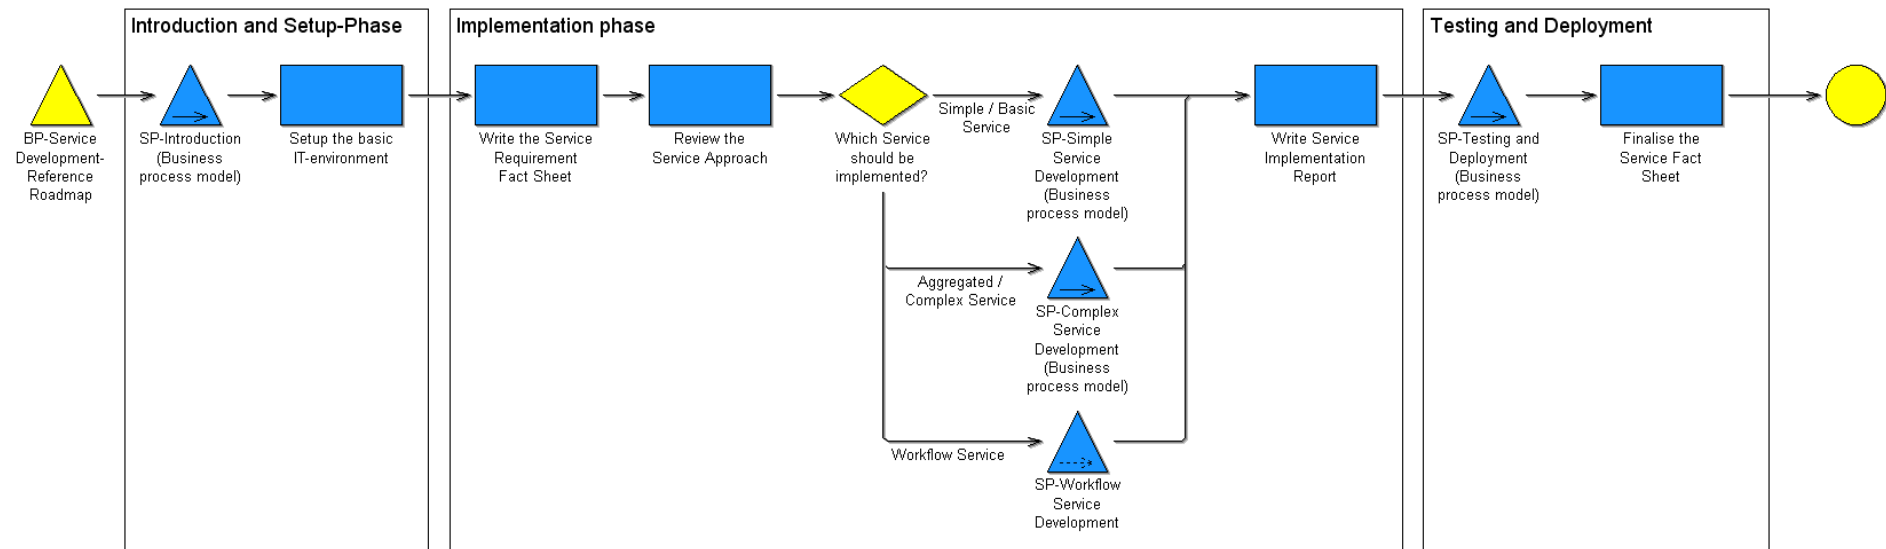 Introduction and Setup-Phase
Implementation phase
Testing and Deployment
BP-Service
Development-
Reference
Roadmap
SP-Introduction
(Business
process model)
Setup the basic
IT-environment
Write the Service
Requirement
Fact Sheet
Review the
Service Approach
Which Service
should be
implemented?
Simple / Basic
Service
SP-Simple
Service
Development
(Business
process model)
Aggregated /
Complex Service
SP-Complex
Service
Development
(Business
process model)
Workflow Service
SP-Workflow
Service
Development
Write Service
Implementation
Report
SP-Testing and
Deployment
(Business
process model)
Finalise the
Service Fact
Sheet